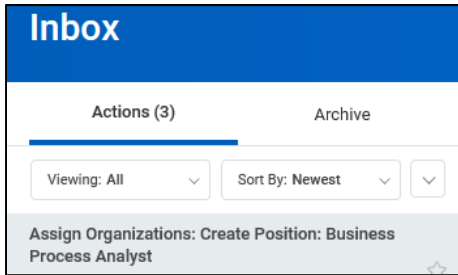 Inbox
Actions (3)
Archive
Viewing: All
Sort By: Newest
Assign Organizations: Create Position: Business
Process Analyst